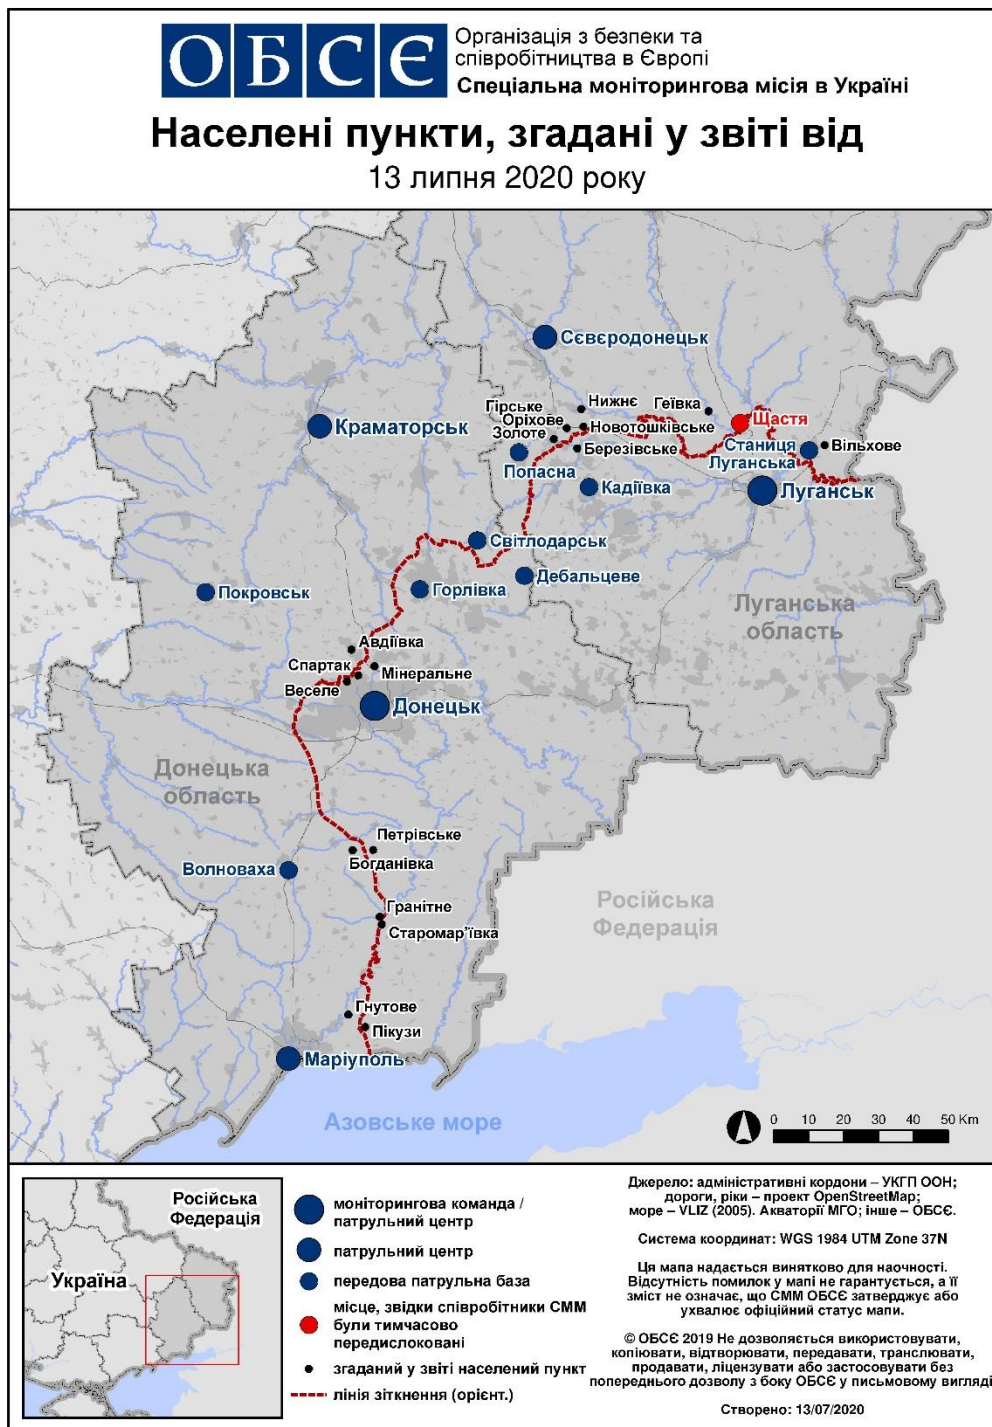 ОБСЄ
Організація з безпеки та
співробітництва в Європі
Спеціальна моніторингова місія в Україні
Населені пункти, згадані у звіті від
13 липня 2020 року
Сєвєродонецьк
Нижнє
Геївка
Гірське
Щастя
Оріхове
Новотошківське
Краматорськ
Золоте
Станиця
Луганська
Вільхове
Березівське
Попасна
Кадіївка
Луганськ
Світлодарськ
Дебальцеве
Горлівка
Покровськ
Луганська
область
Авдіївка
Спартак
Мінеральне
Веселе
Донецьк
Донецька
область
Петрівське
Богданівка
Волноваха
Гранітне
Старомар'ївка
Російська
Федерація
Гнутове
Пікузи
Маріуполь
Азовське море
0 10 20 30 40 50 Km
Російська
Федерація
Україна
моніторингова команда /
патрульний центр
патрульний центр
передова патрульна база
місце, звідки співробітники СММ
були тимчасово
передислоковані
згаданий у звіті населений пункт
лінія зіткнення (орієнт.)
Джерело: адміністративні кордони – УКГП ООН;
дороги, ріки – проект OpenStreetMap;
море – VLIZ (2005). Акваторії МГО; інше – ОБСЄ.
Система координат: WGS 1984 UTM Zone 37N
Ця мапа надається винятково для наочності.
Відсутність помилок у мапі не гарантується, а її
зміст не означає, що СММ ОБСЄ затверджує або
ухвалює офіційний статус мапи.
© ОБСЄ 2019 Не дозволяється використовувати,
копіювати, відтворювати, передавати, транслювати,
продавати, ліцензувати або застосовувати без
попереднього дозволу з боку ОБСЄ у письмовому вигляді
Створено: 13/07/2020